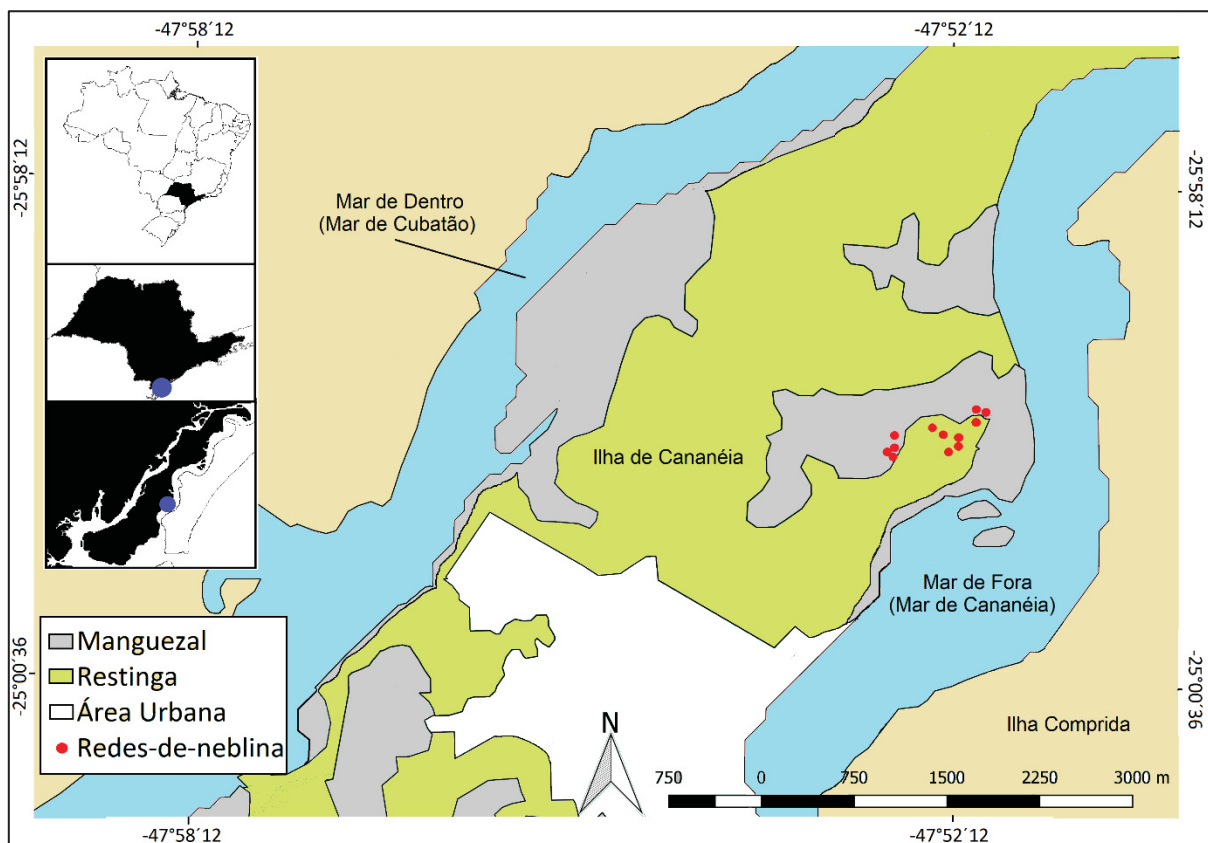 -47°58´12
-47°52´12
-25°58´12
-25°58´12
Mar de Dentro
(Mar de Cubatão)
Ilha de Cananéia
Mar de Fora
(Mar de Cananéia)
-25°00´36
-25°00´36
Manguezal
Restinga
Área Urbana
Redes-de-neblina
N
Ilha Comprida
750
0
750
1500
2250
3000 m
-47°58´12
-47°52´12